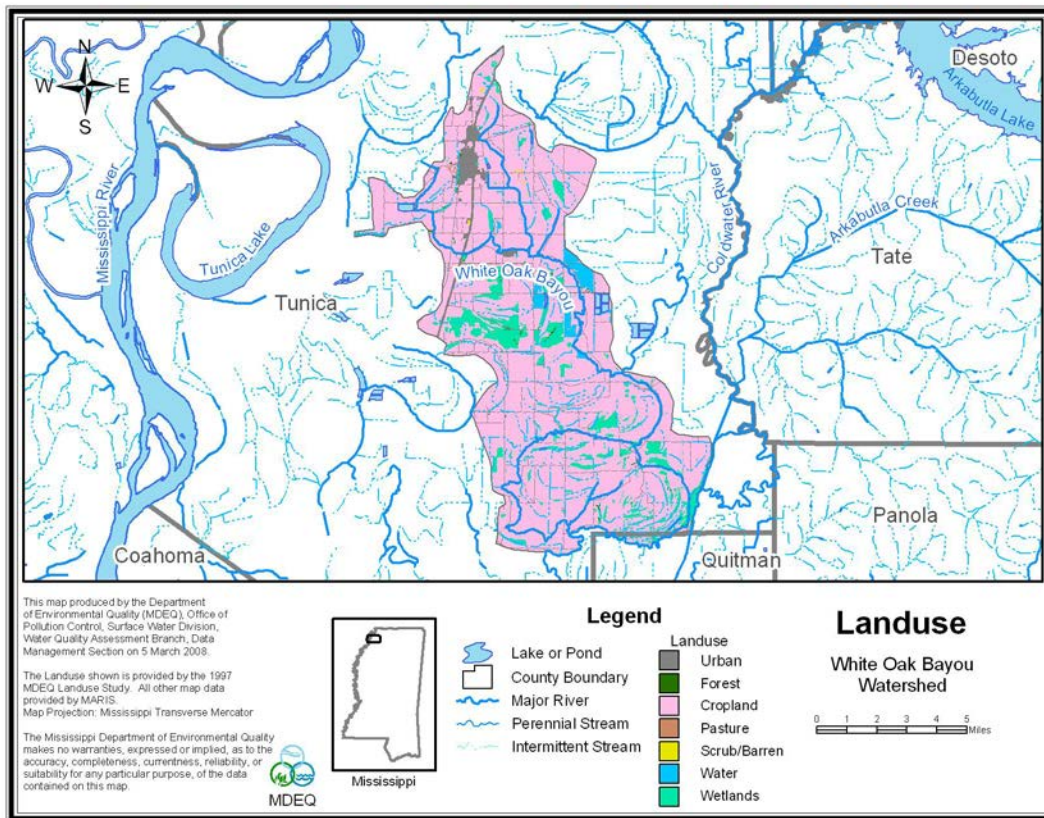 N
W E
S
Desoto
Arkabutla Lake
Mississippi River
Tunica Lake
Coldwater River
Arkabutla Creek
Tate
White Oak Bayou
Tunica
Panola
Coahoma
Quitman
This map produced by the Department
of Environmental Quality (MDEQ), Office of
Pollution Control, Surface Water Division,
Water Quality Assessment Branch, Data
Management Section on 5 March 2008.
The Landuse shown is provided by the 1997
MDEQ Landuse Study. All other map data
provided by MARIS.
Map Projection: Mississippi Transverse Mercator
The Mississippi Department of Environmental Quality
makes no warranties, expressed or implied, as to the
accuracy, completeness, currentness, reliability, or
suitability for any particular purpose, of the data
contained on this map.
MDEQ
Mississippi
Legend
Lake or Pond
County Boundary
Major River
Perennial Stream
Intermittent Stream
Landuse
Urban
Forest
Cropland
Pasture
Scrub/Barren
Water
Wetlands
Landuse
White Oak Bayou
Watershed
0 1 2 3 4 5
Miles